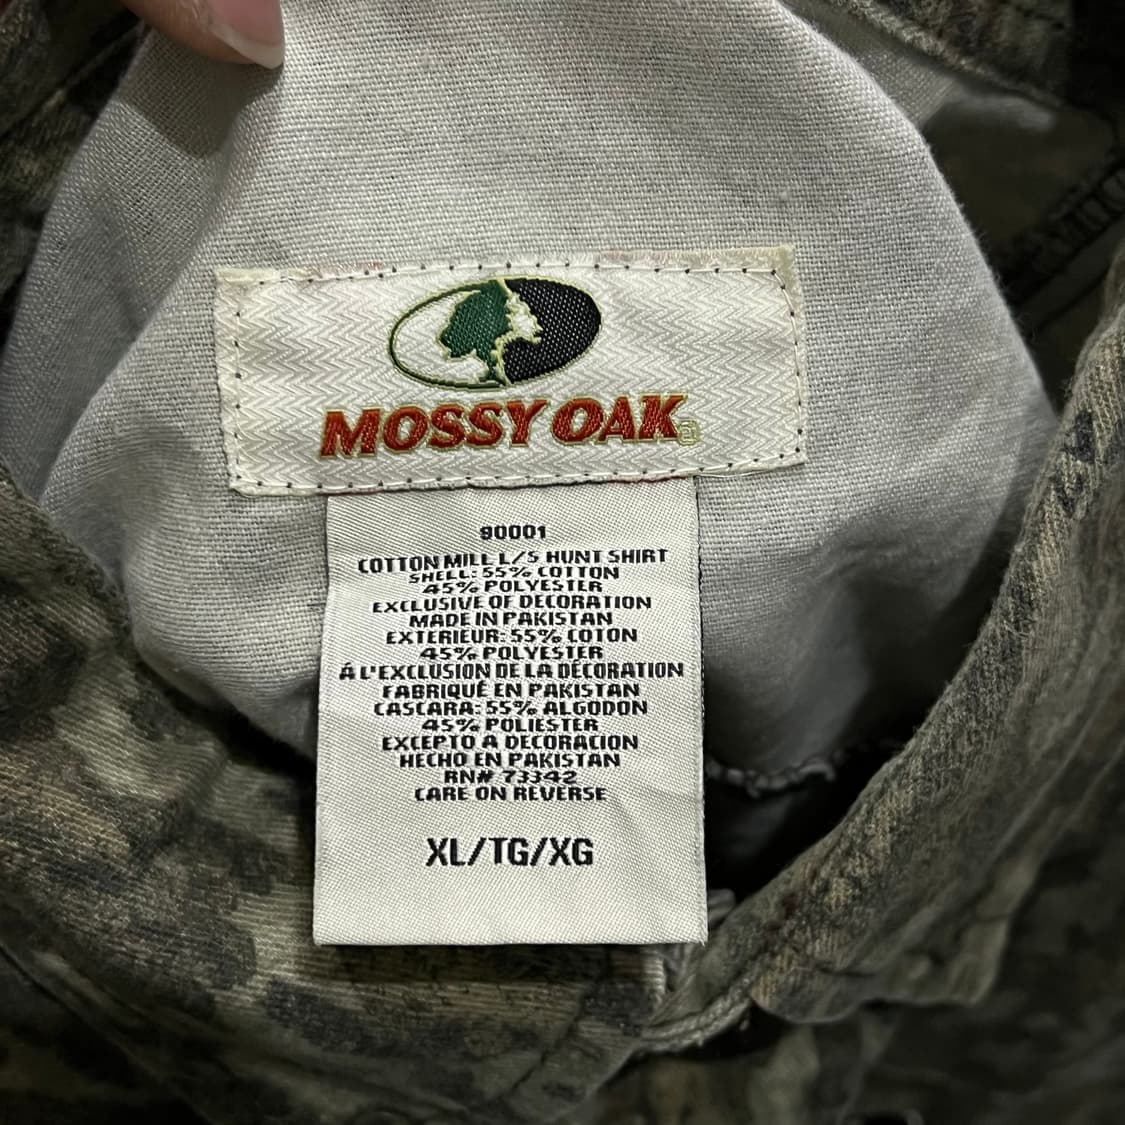 MOSSY OAK®
90001
COTTON MILL L/S HUNT SHIRT
SHELL: 55% COTTON
45% POLYESTER
EXCLUSIVE OF DECORATION
MADE IN PAKISTAN
EXTERIEUR: 55% COTON
45% POLYESTER
Á L'EXCLUSION DE LA DÉCORATION
FABRIQUÉ EN PAKISTAN
CASCARA: 55% ALGODON
45% POLIESTER
EXCEPTO A DECORACION
HECHO EN PAKISTAN
RN# 73342
CARE ON REVERSE
XL/TG/XG